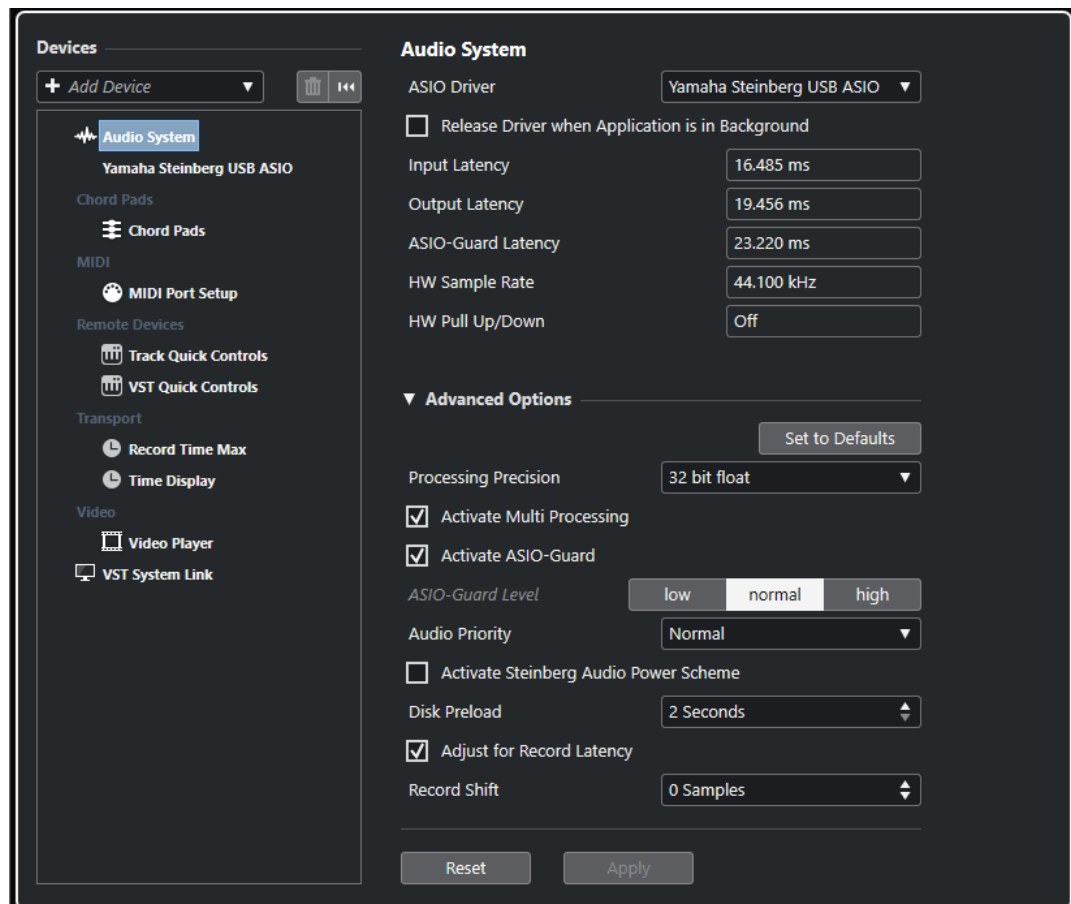 Devices
Add Device
Audio System
Yamaha Steinberg USB ASIO
Chord Pads
Chord Pads
MIDI
MIDI Port Setup
Remote Devices
Track Quick Controls
VST Quick Controls
Transport
Record Time Max
Time Display
Video
Video Player
VST System Link
Audio System
ASIO Driver Yamaha Steinberg USB ASIO
Release Driver when Application is in Background
Input Latency 16.485 ms
Output Latency 19.456 ms
ASIO-Guard Latency 23.220 ms
HW Sample Rate 44.100 kHz
HW Pull Up/Down Off
Advanced Options
Set to Defaults
Processing Precision 32 bit float
Activate Multi Processing
Activate ASIO-Guard
ASIO-Guard Level low normal high
Audio Priority Normal
Activate Steinberg Audio Power Scheme
Disk Preload 2 Seconds
Adjust for Record Latency
Record Shift 0 Samples
Reset Apply